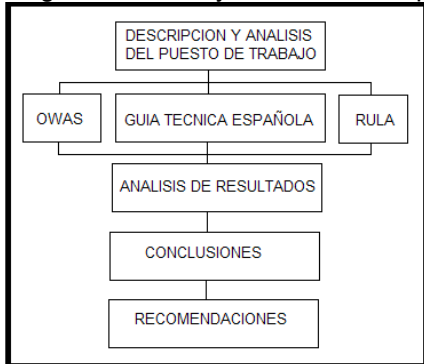 DESCRIPCION Y ANALISIS
DEL PUESTO DE TRABAJO
OWAS
GUIA TECNICA ESPAÑOLA
RULA
ANALISIS DE RESULTADOS
CONCLUSIONES
RECOMENDACIONES